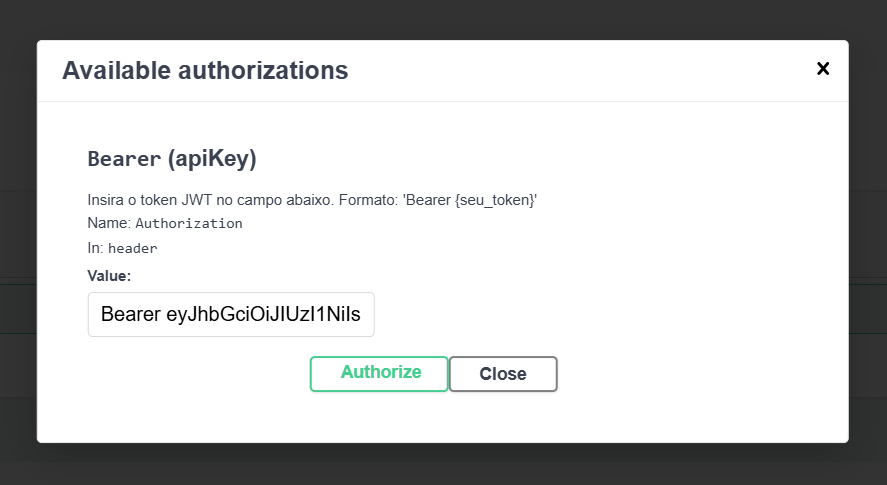 Available authorizations
Bearer (apiKey)
Insira o token JWT no campo abaixo. Formato: 'Bearer {seu_token}'
Name: Authorization
In: header
Value:
Bearer eyJhbGciOiJIUzI1NiIs
Authorize
Close